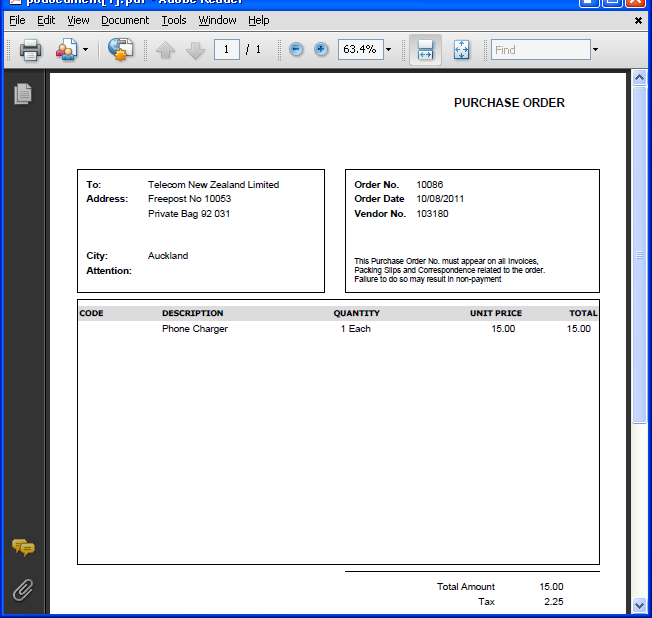 File Edit View Document Tools Window Help
1 / 1 63.4% Find
PURCHASE ORDER
To: Telecom New Zealand Limited
Address: Freepost No 10053
Private Bag 92 031
City: Auckland
Attention:
Order No. 10086
Order Date 10/08/2011
Vendor No. 103180
This Purchase Order No. must appear on all Invoices,
Packing Slips and Correspondence related to the order.
Failure to do so may result in non-payment
CODE DESCRIPTION QUANTITY UNIT PRICE TOTAL
Phone Charger 1 Each 15.00 15.00
Total Amount 15.00
Tax 2.25